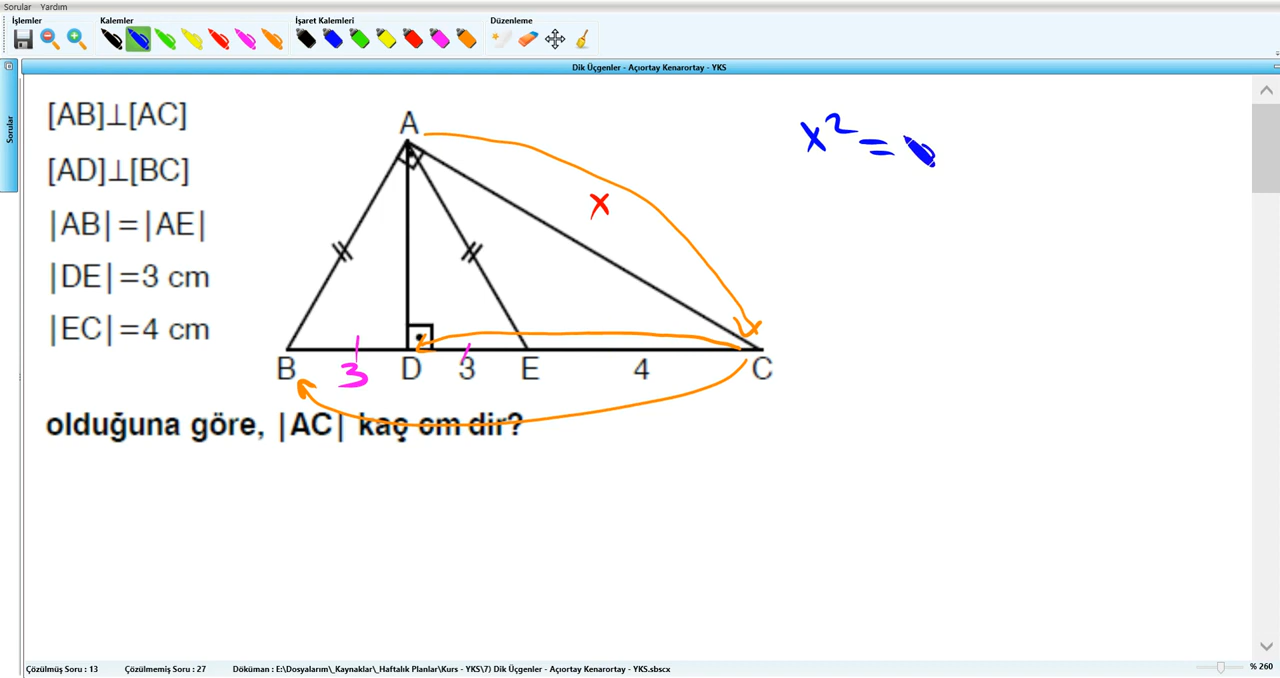 Sorular Yardım
İşlemler Kalemler İşaret Kalemleri Düzenleme
Dik Üçgenler - Açıortay Kenarortay - YKS
Sorular
[AB]⊥[AC]
[AD]⊥[BC]
|AB|=|AE|
|DE|=3 cm
|EC|=4 cm
A
x
x² =
B D 3 E 4 C
3
olduğuna göre, |AC| kaç cm dir?
Çözülmüş Soru : 13 Çözülmemiş Soru : 27 Döküman : E:\Dosyalarım\_Kaynaklar\_Haftalık Planlar\Kurs - YKS\7) Dik Üçgenler - Açıortay Kenarortay - YKS.sbscx % 260